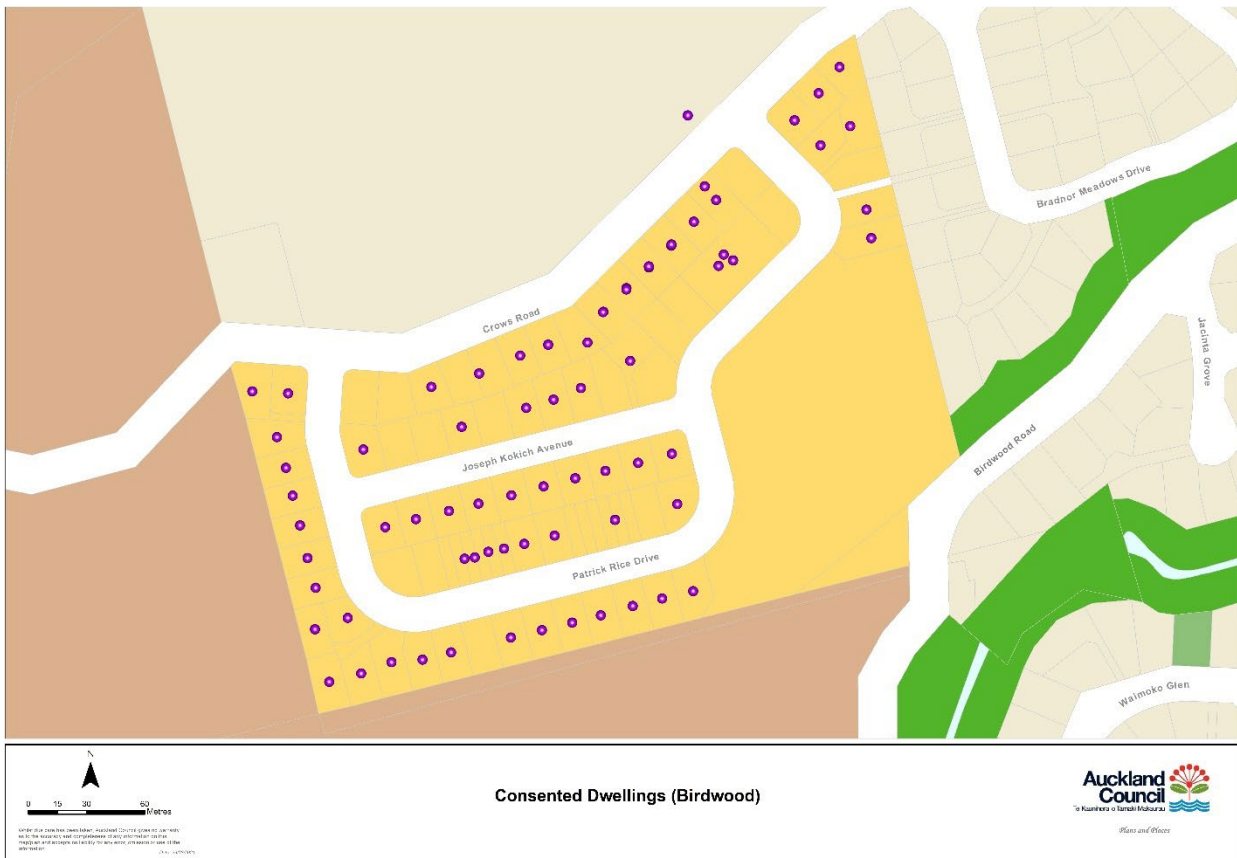 Crows Road
Bradnor Meadows Drive
Jacinta Grove
Joseph Kokich Avenue
Birdwood Road
Patrick Rice Drive
Waimoko Glen
N
0 15 30 60
Metres
Consented Dwellings (Birdwood)
Auckland
Council
Te Kaunihera o Tāmaki Makaurau
Plans and Places